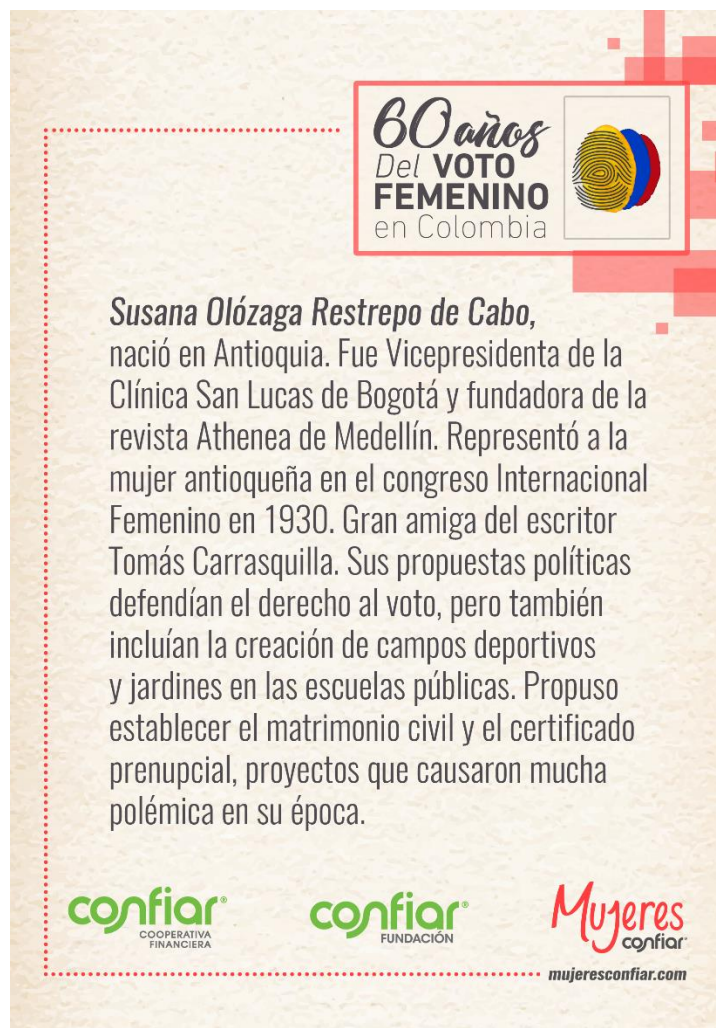 60 años
Del VOTO
FEMENINO
en Colombia
Susana Olózaga Restrepo de Cabo,
nació en Antioquia. Fue Vicepresidenta de la
Clínica San Lucas de Bogotá y fundadora de la
revista Athenea de Medellín. Representó a la
mujer antioqueña en el congreso Internacional
Femenino en 1930. Gran amiga del escritor
Tomás Carrasquilla. Sus propuestas políticas
defendían el derecho al voto, pero también
incluían la creación de campos deportivos
y jardines en las escuelas públicas. Propuso
establecer el matrimonio civil y el certificado
prenupcial, proyectos que causaron mucha
polémica en su época.
confiar®
COOPERATIVA
FINANCIERA
confiar®
FUNDACIÓN
Mujeres
confiar
mujeresconfiar.com